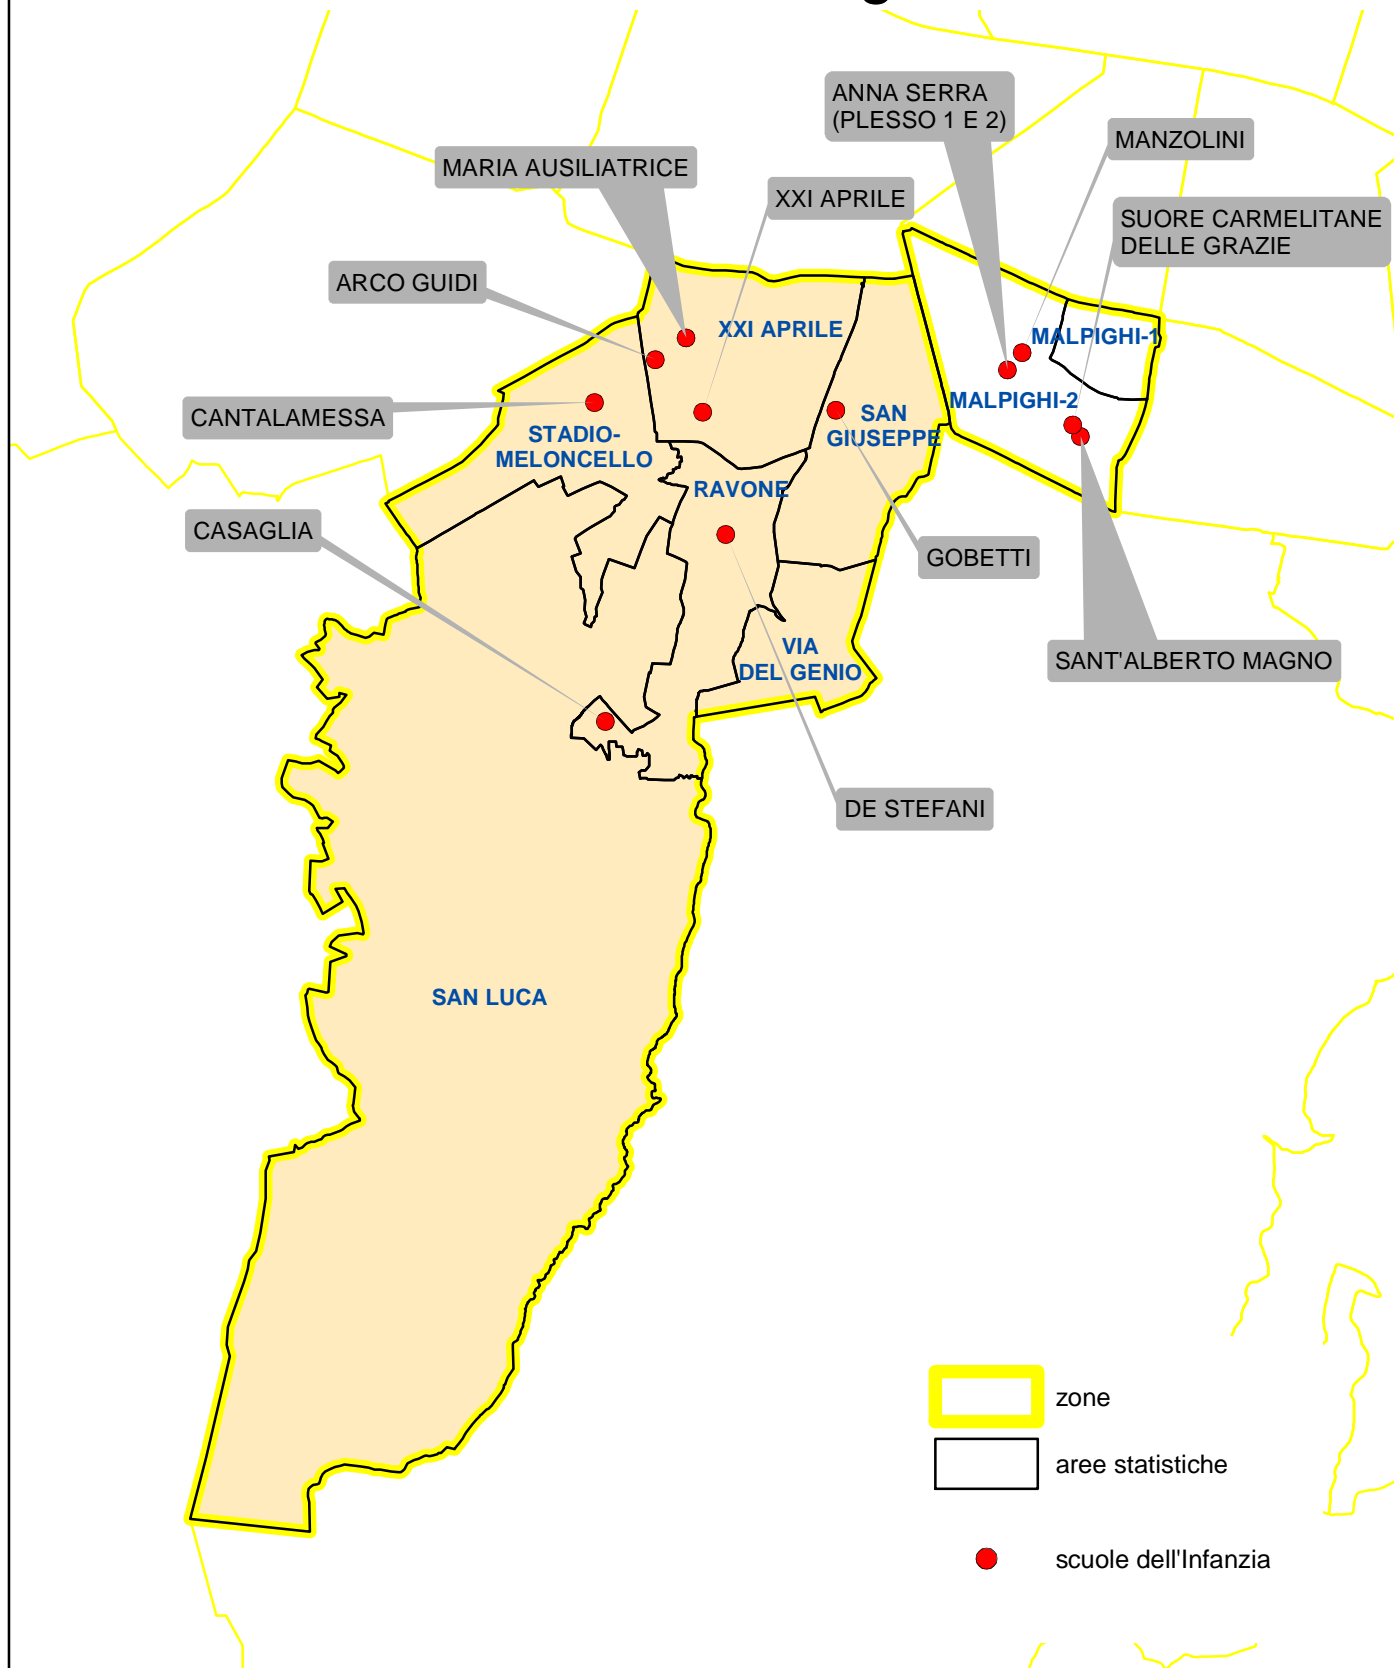 ANNA SERRA
(PLESSO 1 E 2)
MANZOLINI
MARIA AUSILIATRICE
XXI APRILE
SUORE CARMELITANE
DELLE GRAZIE
ARCO GUIDI
XXI APRILE
MALPIGHI-1
CANTALAMESSA
MALPIGHI-2
SAN
GIUSEPPE
STADIO-
MELONCELLO
RAVONE
CASAGLIA
GOBETTI
VIA
DEL GENIO
SANT'ALBERTO MAGNO
DE STEFANI
SAN LUCA
zone
aree statistiche
scuole dell'Infanzia